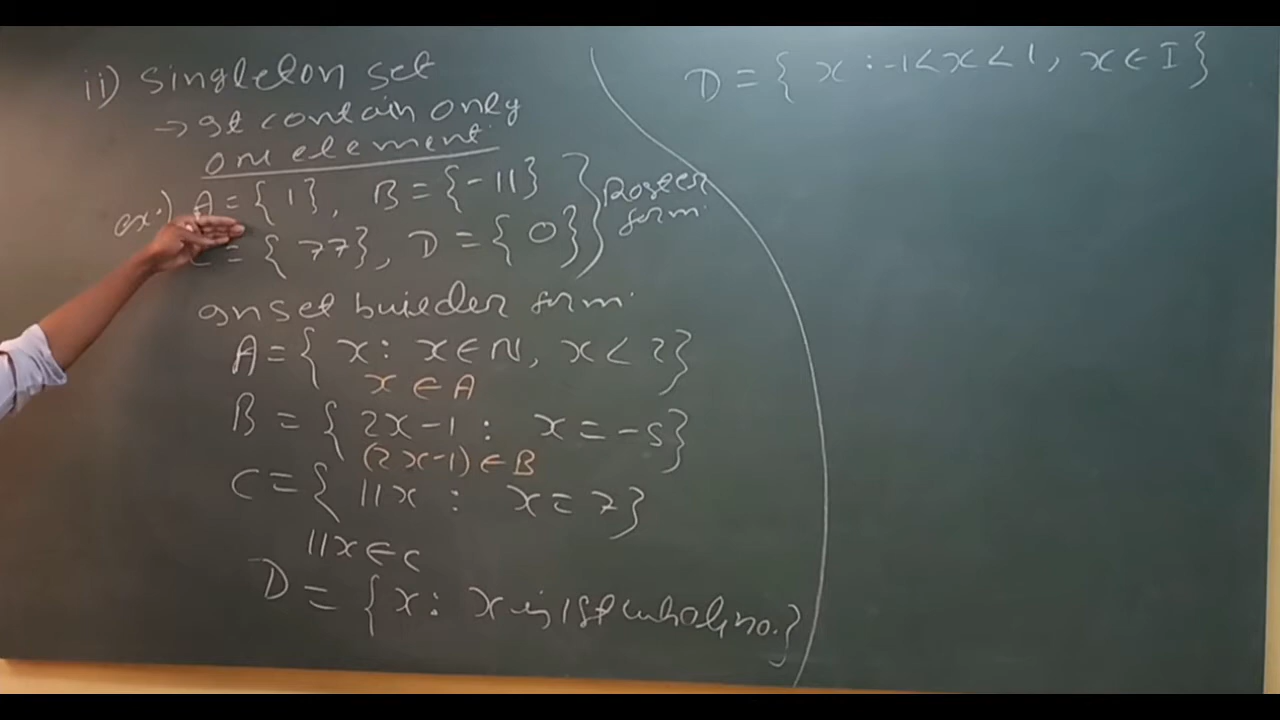 ii) Singleton set
→ It contain only
one element.
ex:) A = { 1 }, B = { -11 }
C = { 77 }, D = { 0 }
} Roster
form.
In set builder form.
A = { x : x ∈ N, x < 2 }
x ∈ A
B = { 2x-1 : x = -5 }
(2x-1) ∈ B
C = { 11x : x = 7 }
11x ∈ C
D = { x : x is 1st whole no. }
D = { x : -1 < x < 1, x ∈ I }